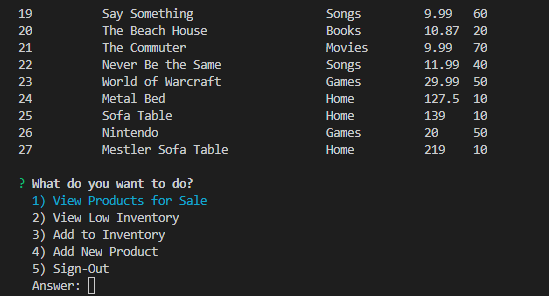 19 Say Something Songs 9.99 60
20 The Beach House Books 10.87 20
21 The Commuter Movies 9.99 70
22 Never Be the Same Songs 11.99 40
23 World of Warcraft Games 29.99 50
24 Metal Bed Home 127.5 10
25 Sofa Table Home 139 10
26 Nintendo Games 20 50
27 Mestler Sofa Table Home 219 10
? What do you want to do?
1) View Products for Sale
2) View Low Inventory
3) Add to Inventory
4) Add New Product
5) Sign-Out
Answer: